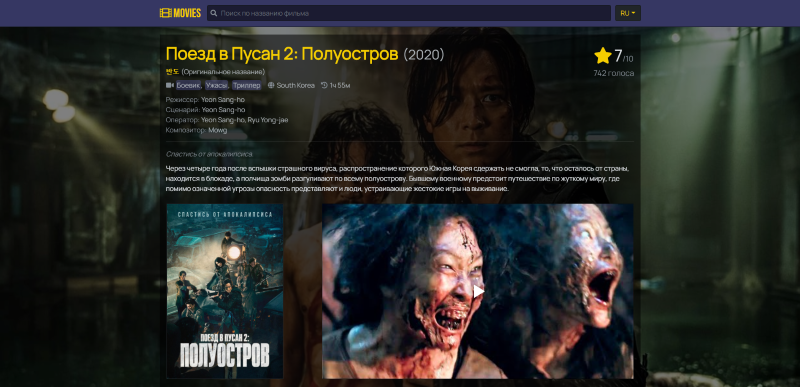 MOVIES
Поиск по названию фильма
RU
Поезд в Пусан 2: Полуостров (2020)
7/10
반도 (Оригинальное название)
742 голоса
Боевик, Ужасы, Триллер South Korea 1ч 55м
Режиссер: Yeon Sang-ho
Сценарий: Yeon Sang-ho
Оператор: Yeon Sang-ho, Ryu Yong-jae
Композитор: Mowg
Спастись от апокалипсиса
Через четыре года после вспышки страшного вируса, распространение которого Южная Корея сдержать не смогла, то, что осталось от страны,
находится в блокаде, а полчища зомби разгуливают по всему полуострову. Бывшему военному предстоит путешествие по жуткому миру, где
помимо означенной угрозы опасность представляют и люди, устраивающие жестокие игры на выживание.
СПАСТИСЬ ОТ АПОКАЛИПСИСА
ПОЕЗД В ПУСАН 2:
ПОЛУОСТРОВ